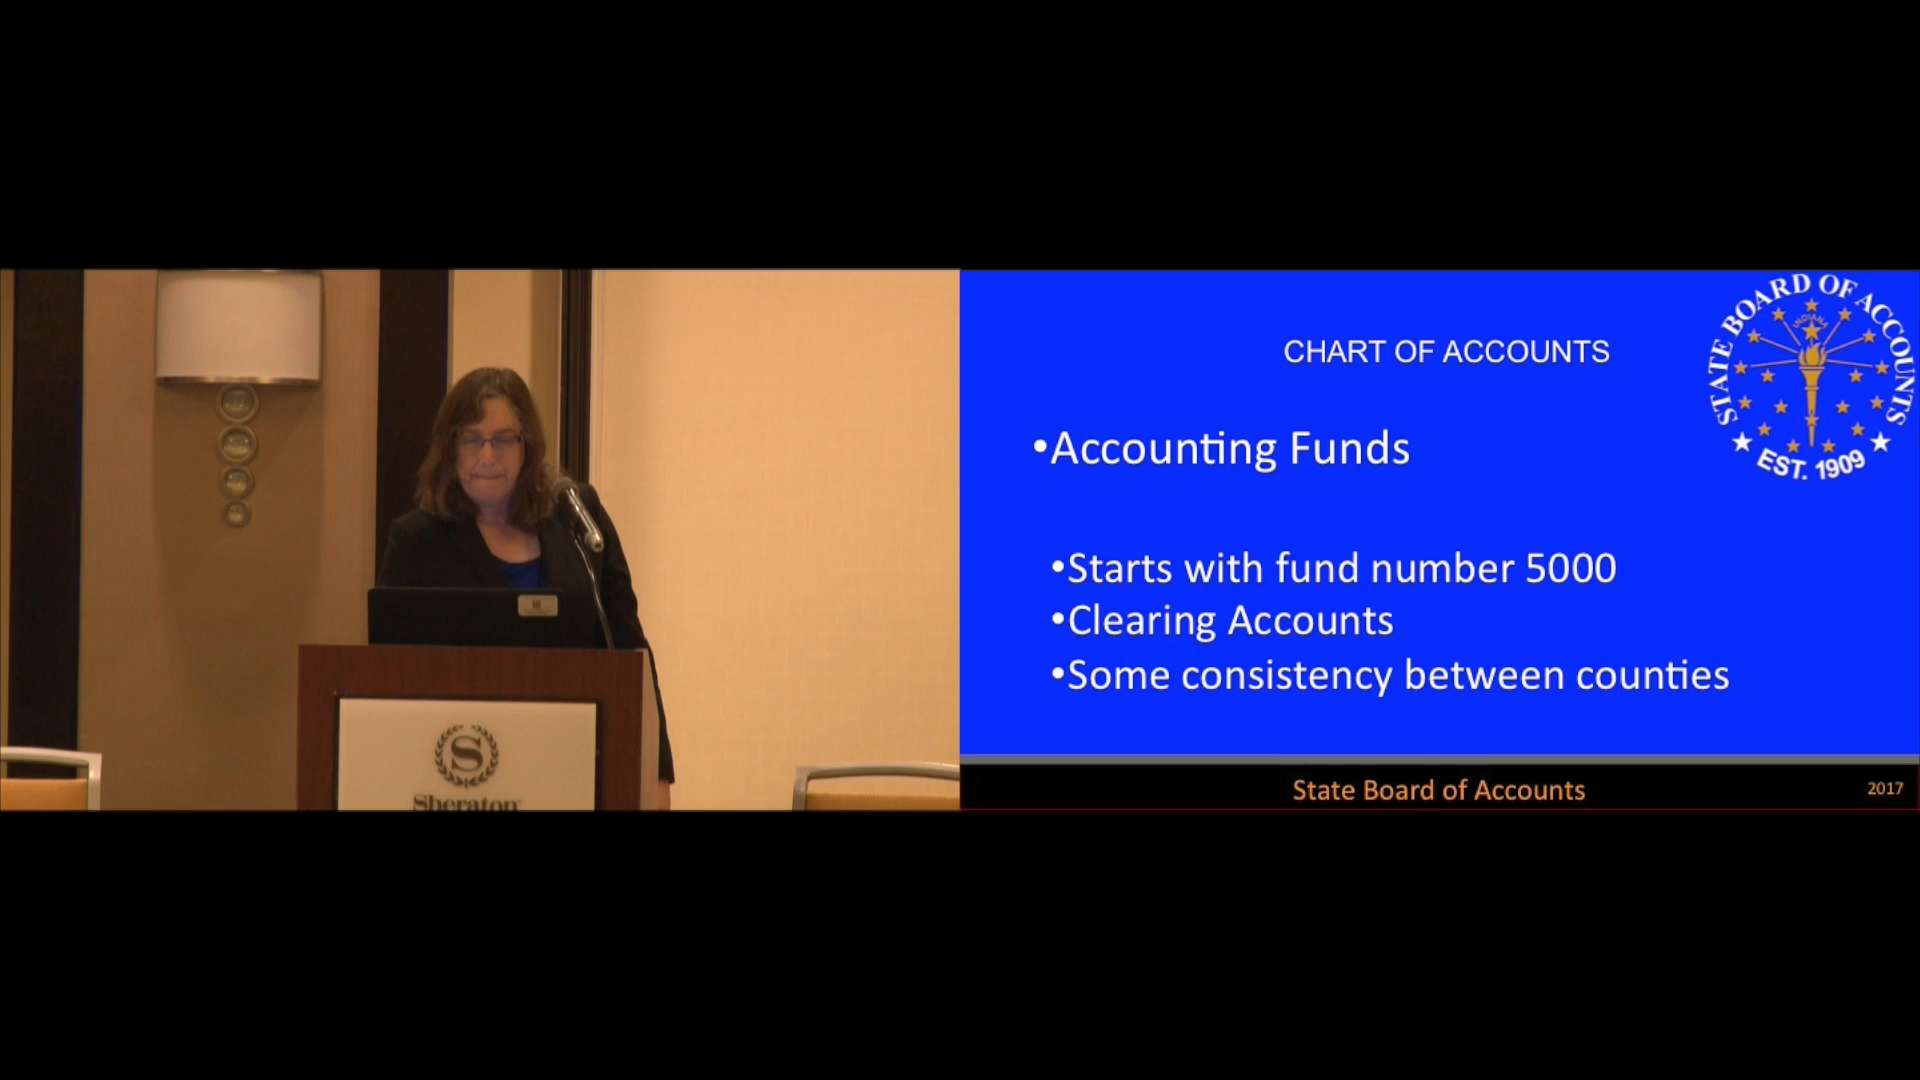 Sheraton
CHART OF ACCOUNTS
STATE BOARD OF ACCOUNTS
INDIANA
EST. 1909
•Accounting Funds
•Starts with fund number 5000
•Clearing Accounts
•Some consistency between counties
State Board of Accounts
2017